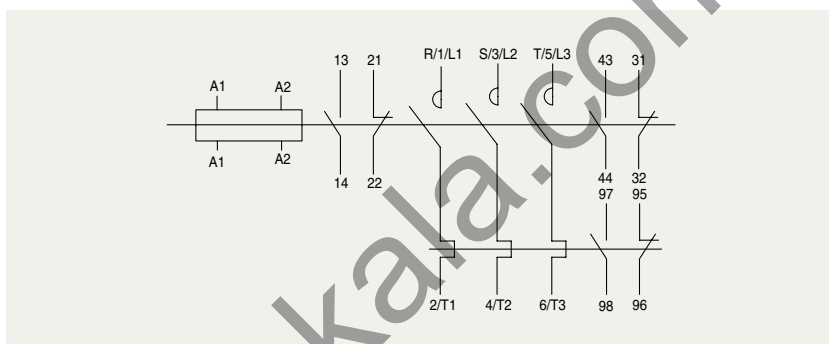 13 21 R/1/L1 S/3/L2 T/5/L3 43 31
A1 A2
A1 A2
14 22 44 32
97 95
2/T1 4/T2 6/T3 98 96
kala.com